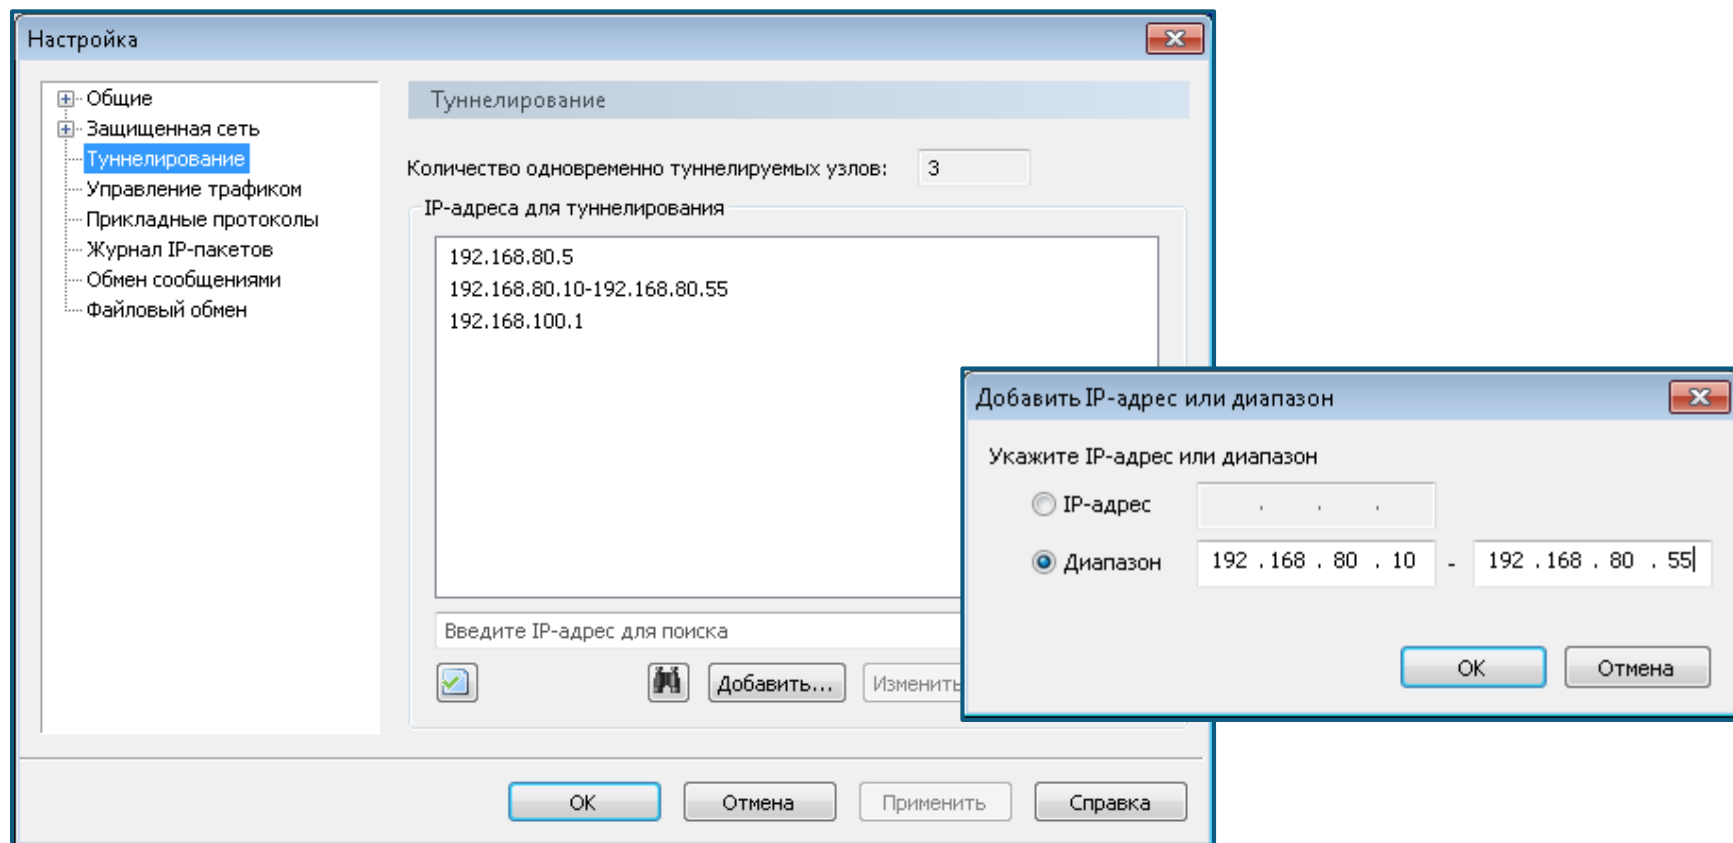 Настройка
Общие
Защищенная сеть
Туннелирование
Управление трафиком
Прикладные протоколы
Журнал IP-пакетов
Обмен сообщениями
Файловый обмен
Туннелирование
Количество одновременно туннелируемых узлов: 3
IP-адреса для туннелирования
192.168.80.5
192.168.80.10-192.168.80.55
192.168.100.1
Введите IP-адрес для поиска
Добавить... Изменить
OK Отмена Применить Справка
Добавить IP-адрес или диапазон
Укажите IP-адрес или диапазон
IP-адрес . . .
Диапазон 192 . 168 . 80 . 10 - 192 . 168 . 80 . 55
OK Отмена